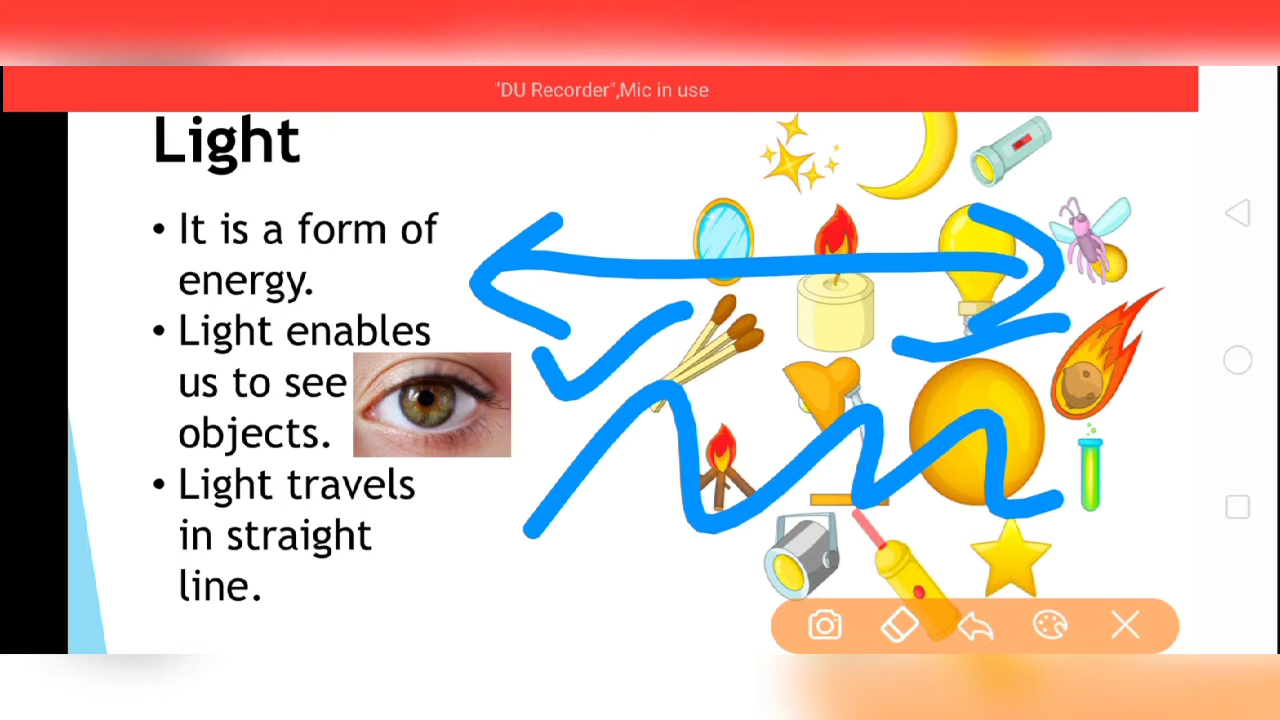 "DU Recorder",Mic in use
Light
• It is a form of
energy.
• Light enables
us to see
objects.
• Light travels
in straight
line.